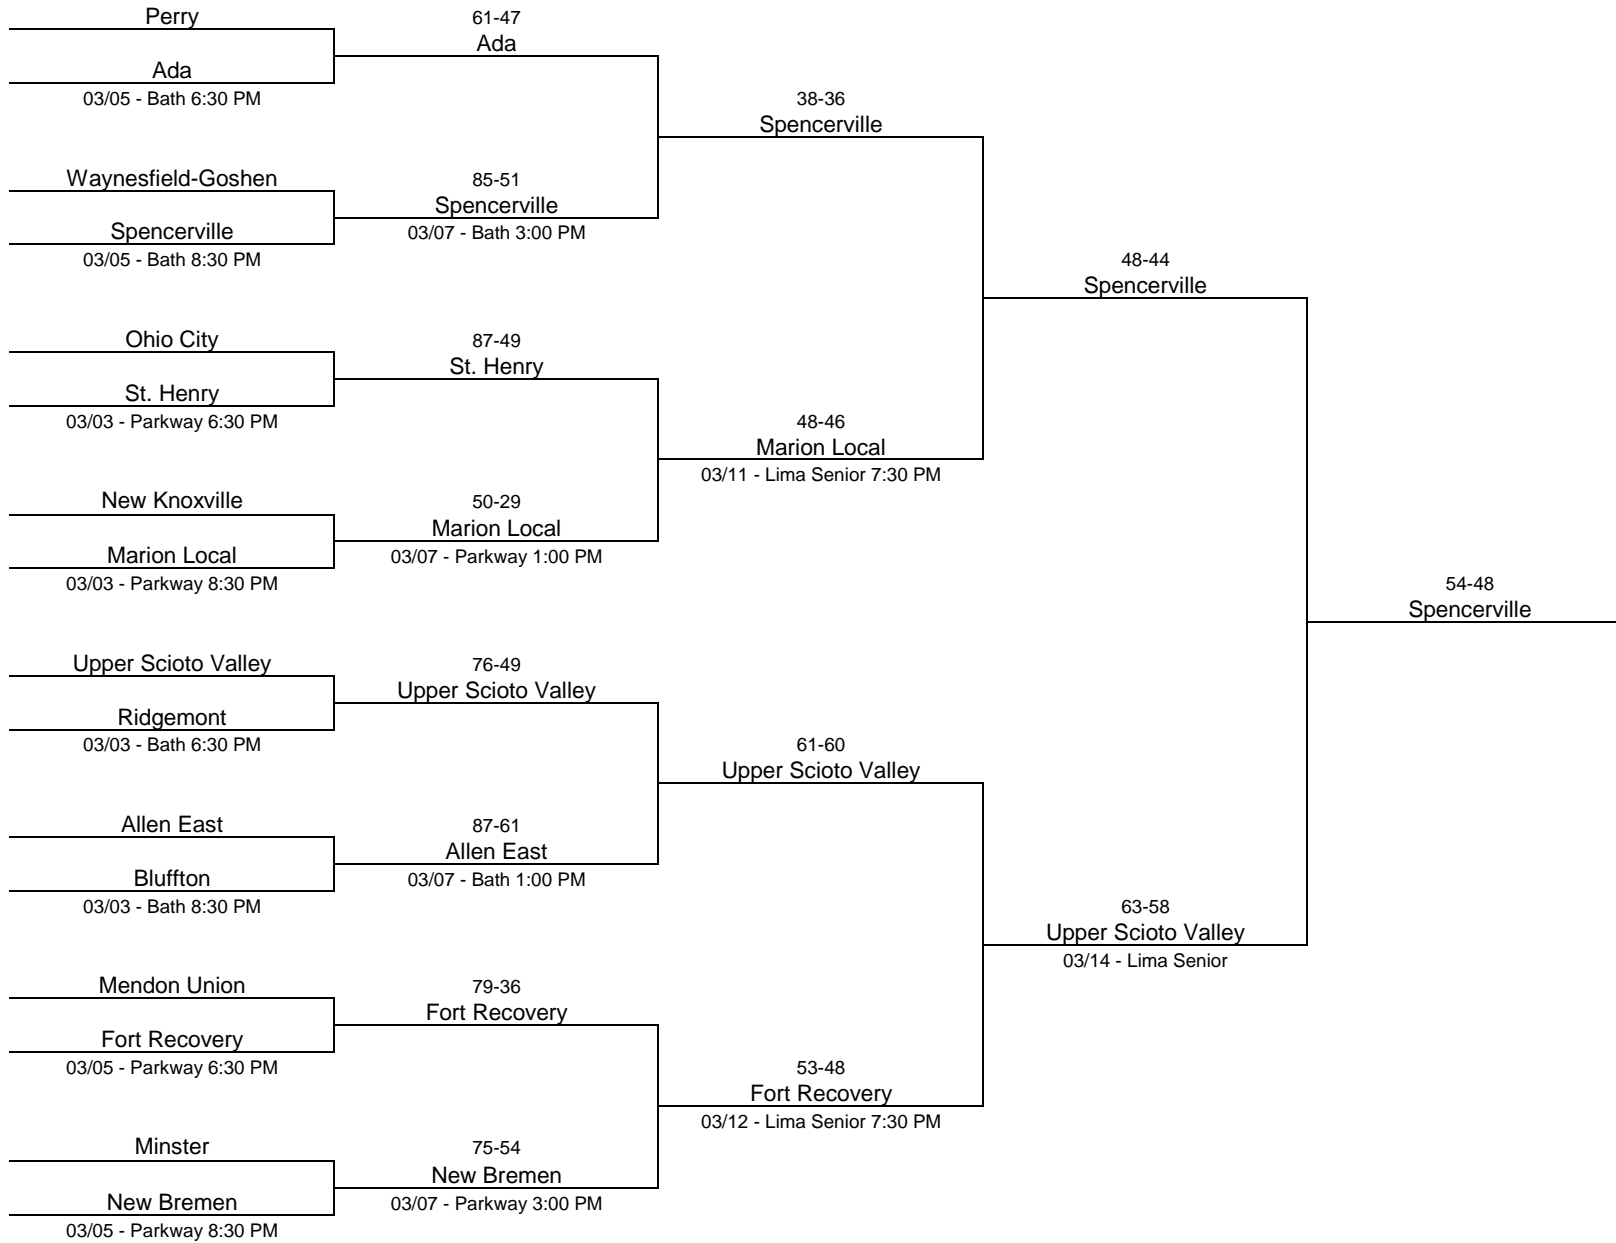 Perry
Ada
03/05 - Bath 6:30 PM
Waynesfield-Goshen
Spencerville
03/05 - Bath 8:30 PM
Ohio City
St. Henry
03/03 - Parkway 6:30 PM
New Knoxville
Marion Local
03/03 - Parkway 8:30 PM
Upper Scioto Valley
Ridgemont
03/03 - Bath 6:30 PM
Allen East
Bluffton
03/03 - Bath 8:30 PM
Mendon Union
Fort Recovery
03/05 - Parkway 6:30 PM
Minster
New Bremen
03/05 - Parkway 8:30 PM
61-47
Ada
85-51
Spencerville
03/07 - Bath 3:00 PM
87-49
St. Henry
50-29
Marion Local
03/07 - Parkway 1:00 PM
76-49
Upper Scioto Valley
87-61
Allen East
03/07 - Bath 1:00 PM
79-36
Fort Recovery
75-54
New Bremen
03/07 - Parkway 3:00 PM
38-36
Spencerville
48-46
Marion Local
03/11 - Lima Senior 7:30 PM
61-60
Upper Scioto Valley
53-48
Fort Recovery
03/12 - Lima Senior 7:30 PM
48-44
Spencerville
63-58
Upper Scioto Valley
03/14 - Lima Senior
54-48
Spencerville